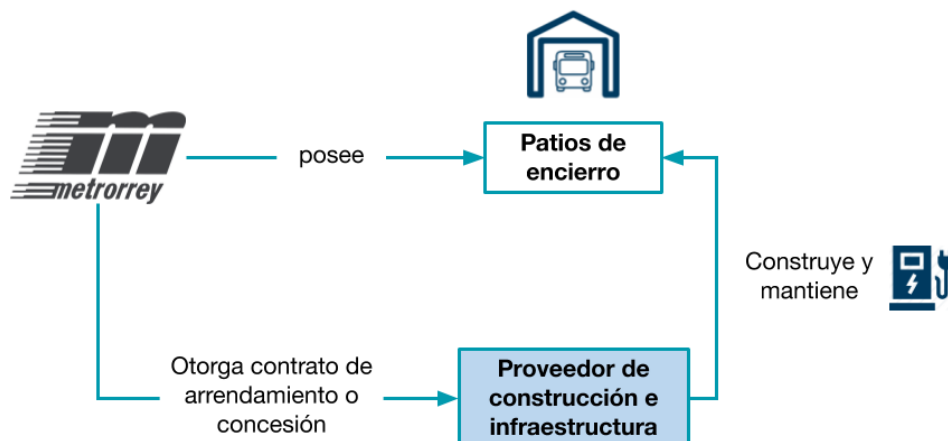 metrorrey
posee
Patios de
encierro
Construye y
mantiene
Otorga contrato de
arrendamiento o
concesión
Proveedor de
construcción e
infraestructura